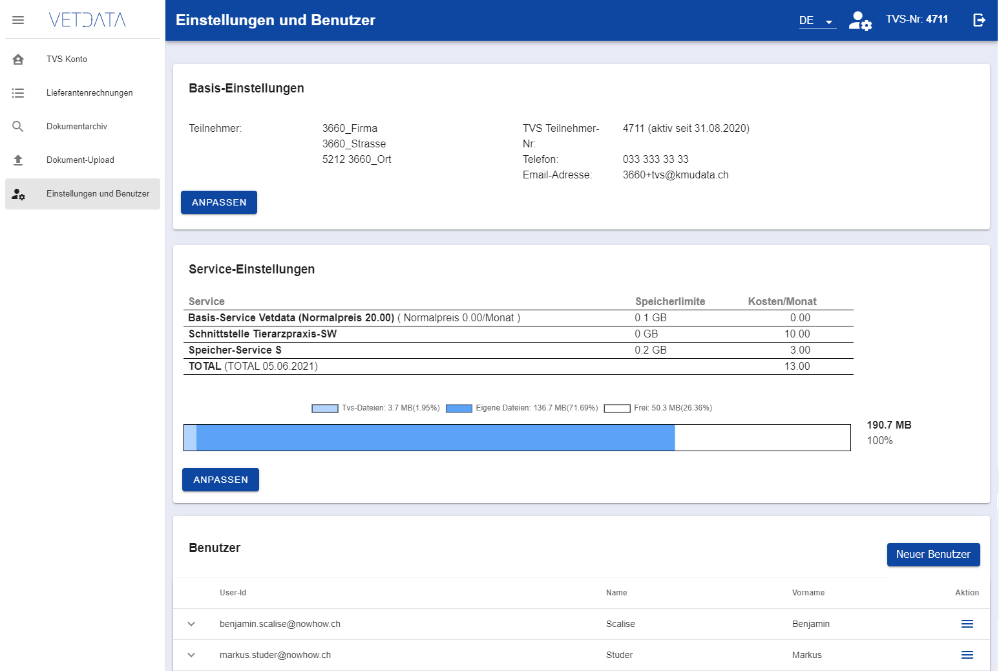 VETDATA
Einstellungen und Benutzer
DE
TVS-Nr: 4711
TVS Konto
Lieferantenrechnungen
Dokumentarchiv
Dokument-Upload
Einstellungen und Benutzer
Basis-Einstellungen
Teilnehmer: 3660_Firma TVS Teilnehmer- 4711 (aktiv seit 31.08.2020)
3660_Strasse Nr:
5212 3660_Ort Telefon: 033 333 33 33
Email-Adresse: 3660+tvs@kmudata.ch
ANPASSEN
Service-Einstellungen
Service Speicherlimite Kosten/Monat
Basis-Service Vetdata (Normalpreis 20.00) ( Normalpreis 0.00/Monat ) 0.1 GB 0.00
Schnittstelle Tierarzpraxis-SW 0 GB 10.00
Speicher-Service S 0.2 GB 3.00
TOTAL (TOTAL 05.06.2021) 13.00
Tvs-Dateien: 3.7 MB(1.95%) Eigene Dateien: 136.7 MB(71.69%) Frei: 50.3 MB(26.36%)
190.7 MB
100%
ANPASSEN
Benutzer
Neuer Benutzer
User-Id Name Vorname Aktion
benjamin.scalise@nowhow.ch Scalise Benjamin
markus.studer@nowhow.ch Studer Markus